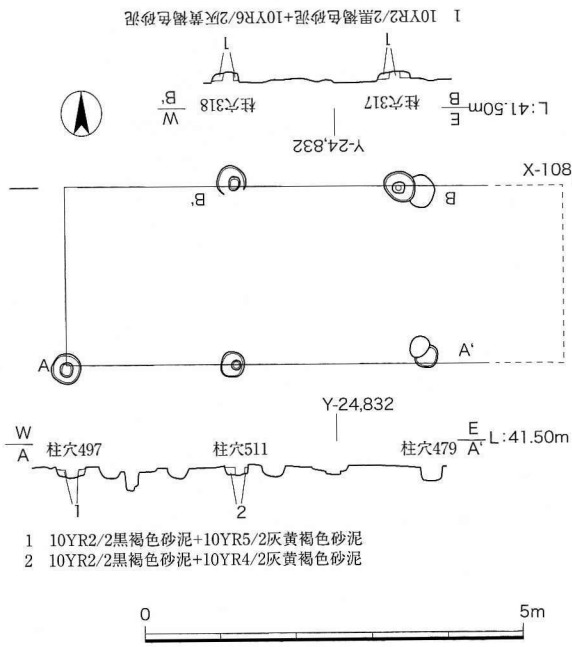 1 10YR2/2黒褐色砂泥+10YR6/2灰黄褐色砂泥
1 1
W B' 柱穴318 柱穴317 E B L:41.50m
Y-24,832
X-108
B' B
A A'
Y-24,832
W A 柱穴497 柱穴511 柱穴479 E A' L:41.50m
1 2
1 10YR2/2黒褐色砂泥+10YR5/2灰黄褐色砂泥
2 10YR2/2黒褐色砂泥+10YR4/2灰黄褐色砂泥
0 5m